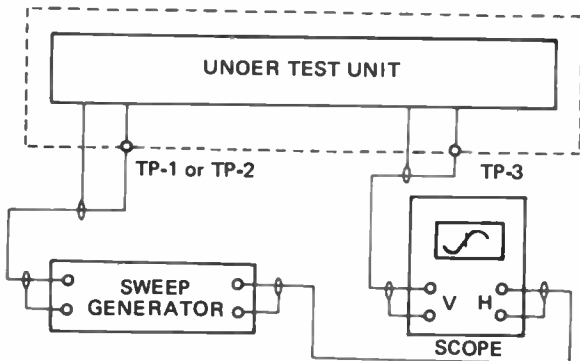 UNOER TEST UNIT
TP-1 or TP-2
TP-3
SWEEP
GENERATOR
V H
SCOPE